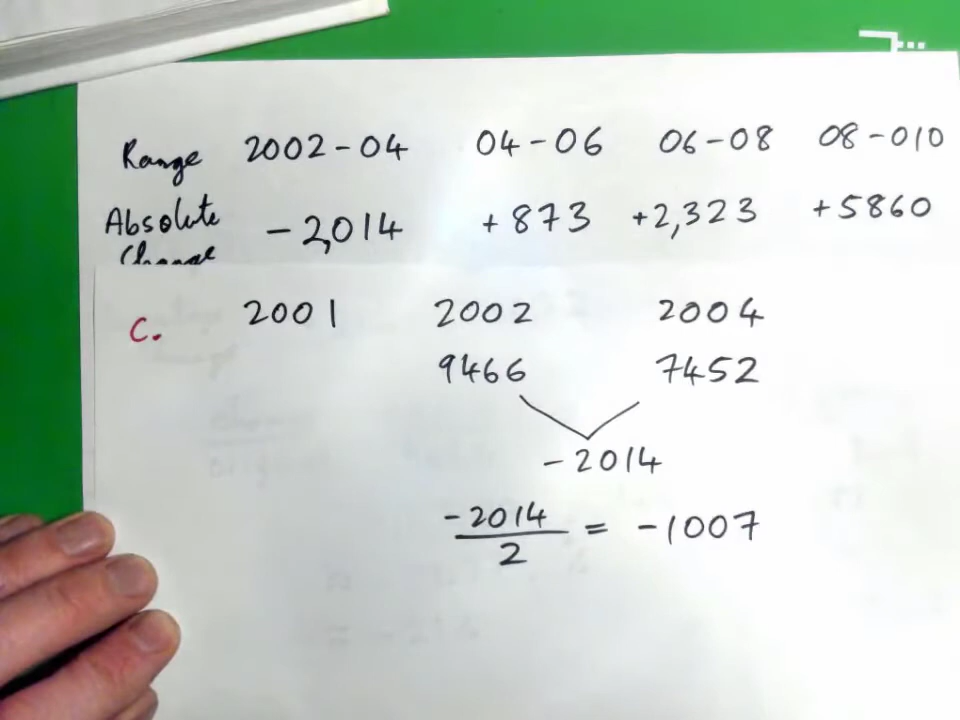 Range 2002-04 04-06 06-08 08-010
Absolute -2,014 +873 +2,323 +5860
C. 2001 2002 2004
9466 7452
-2014
-2014
2 = -1007